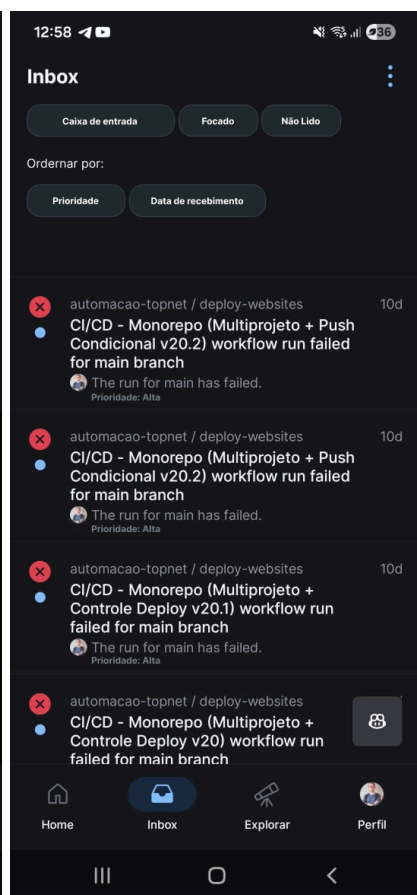 12:58
36
Inbox
Caixa de entrada
Focado
Não Lido
Ordernar por:
Prioridade
Data de recebimento
automacao-topnet / deploy-websites 10d
CI/CD - Monorepo (Multiprojeto + Push
Condicional v20.2) workflow run failed
for main branch
The run for main has failed.
Prioridade: Alta
automacao-topnet / deploy-websites 10d
CI/CD - Monorepo (Multiprojeto + Push
Condicional v20.2) workflow run failed
for main branch
The run for main has failed.
Prioridade: Alta
automacao-topnet / deploy-websites 10d
CI/CD - Monorepo (Multiprojeto +
Controle Deploy v20.1) workflow run
failed for main branch
The run for main has failed.
Prioridade: Alta
automacao-topnet / deploy-websites
CI/CD - Monorepo (Multiprojeto +
Controle Deploy v20) workflow run
failed for main branch
Home
Inbox
Explorar
Perfil